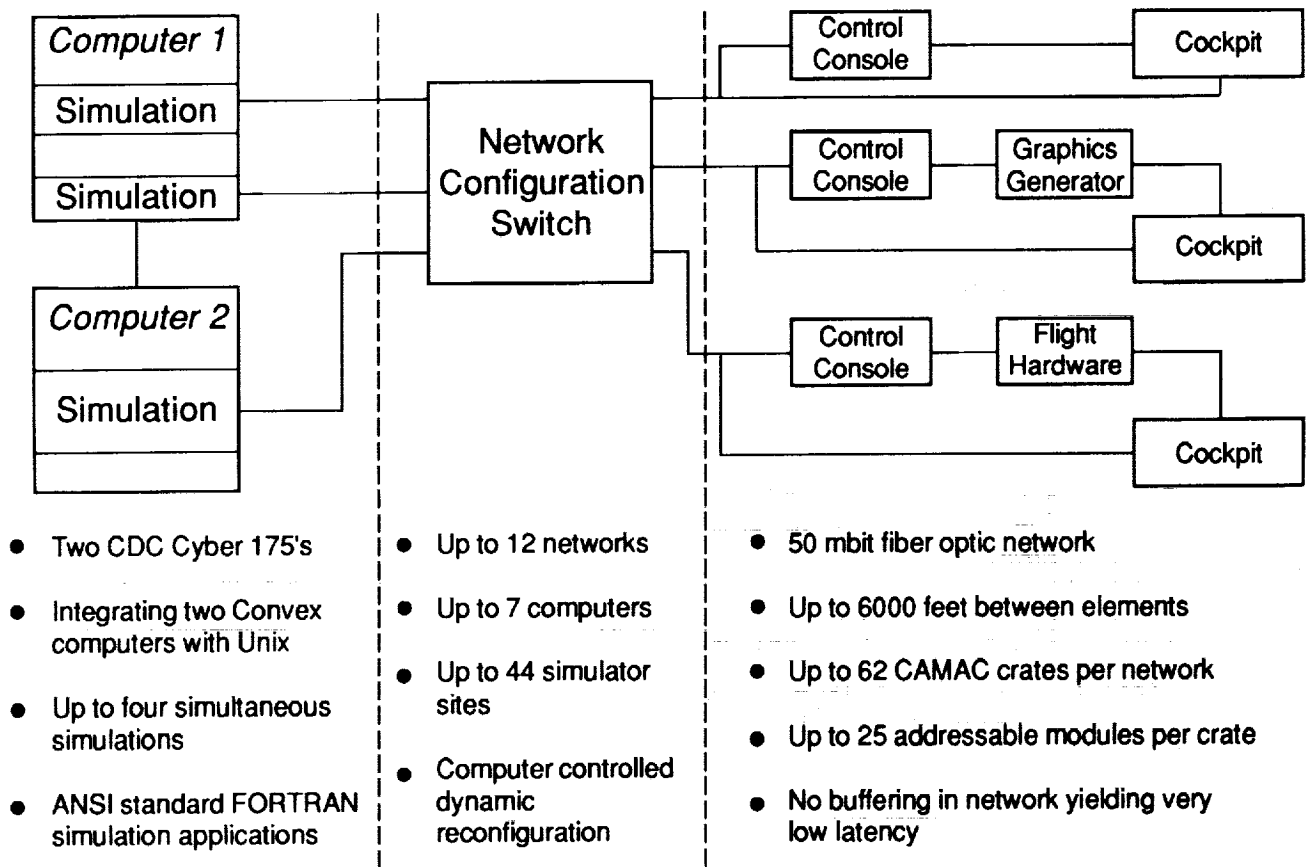 Computer 1
Simulation
Simulation
Computer 2
Simulation
Network
Configuration
Switch
Control
Console
Cockpit
Control
Console
Graphics
Generator
Cockpit
Control
Console
Flight
Hardware
Cockpit
● Two CDC Cyber 175's
● Integrating two Convex
computers with Unix
● Up to four simultaneous
simulations
● ANSI standard FORTRAN
simulation applications
● Up to 12 networks
● Up to 7 computers
● Up to 44 simulator
sites
● Computer controlled
dynamic
reconfiguration
● 50 mbit fiber optic network
● Up to 6000 feet between elements
● Up to 62 CAMAC crates per network
● Up to 25 addressable modules per crate
● No buffering in network yielding very
low latency